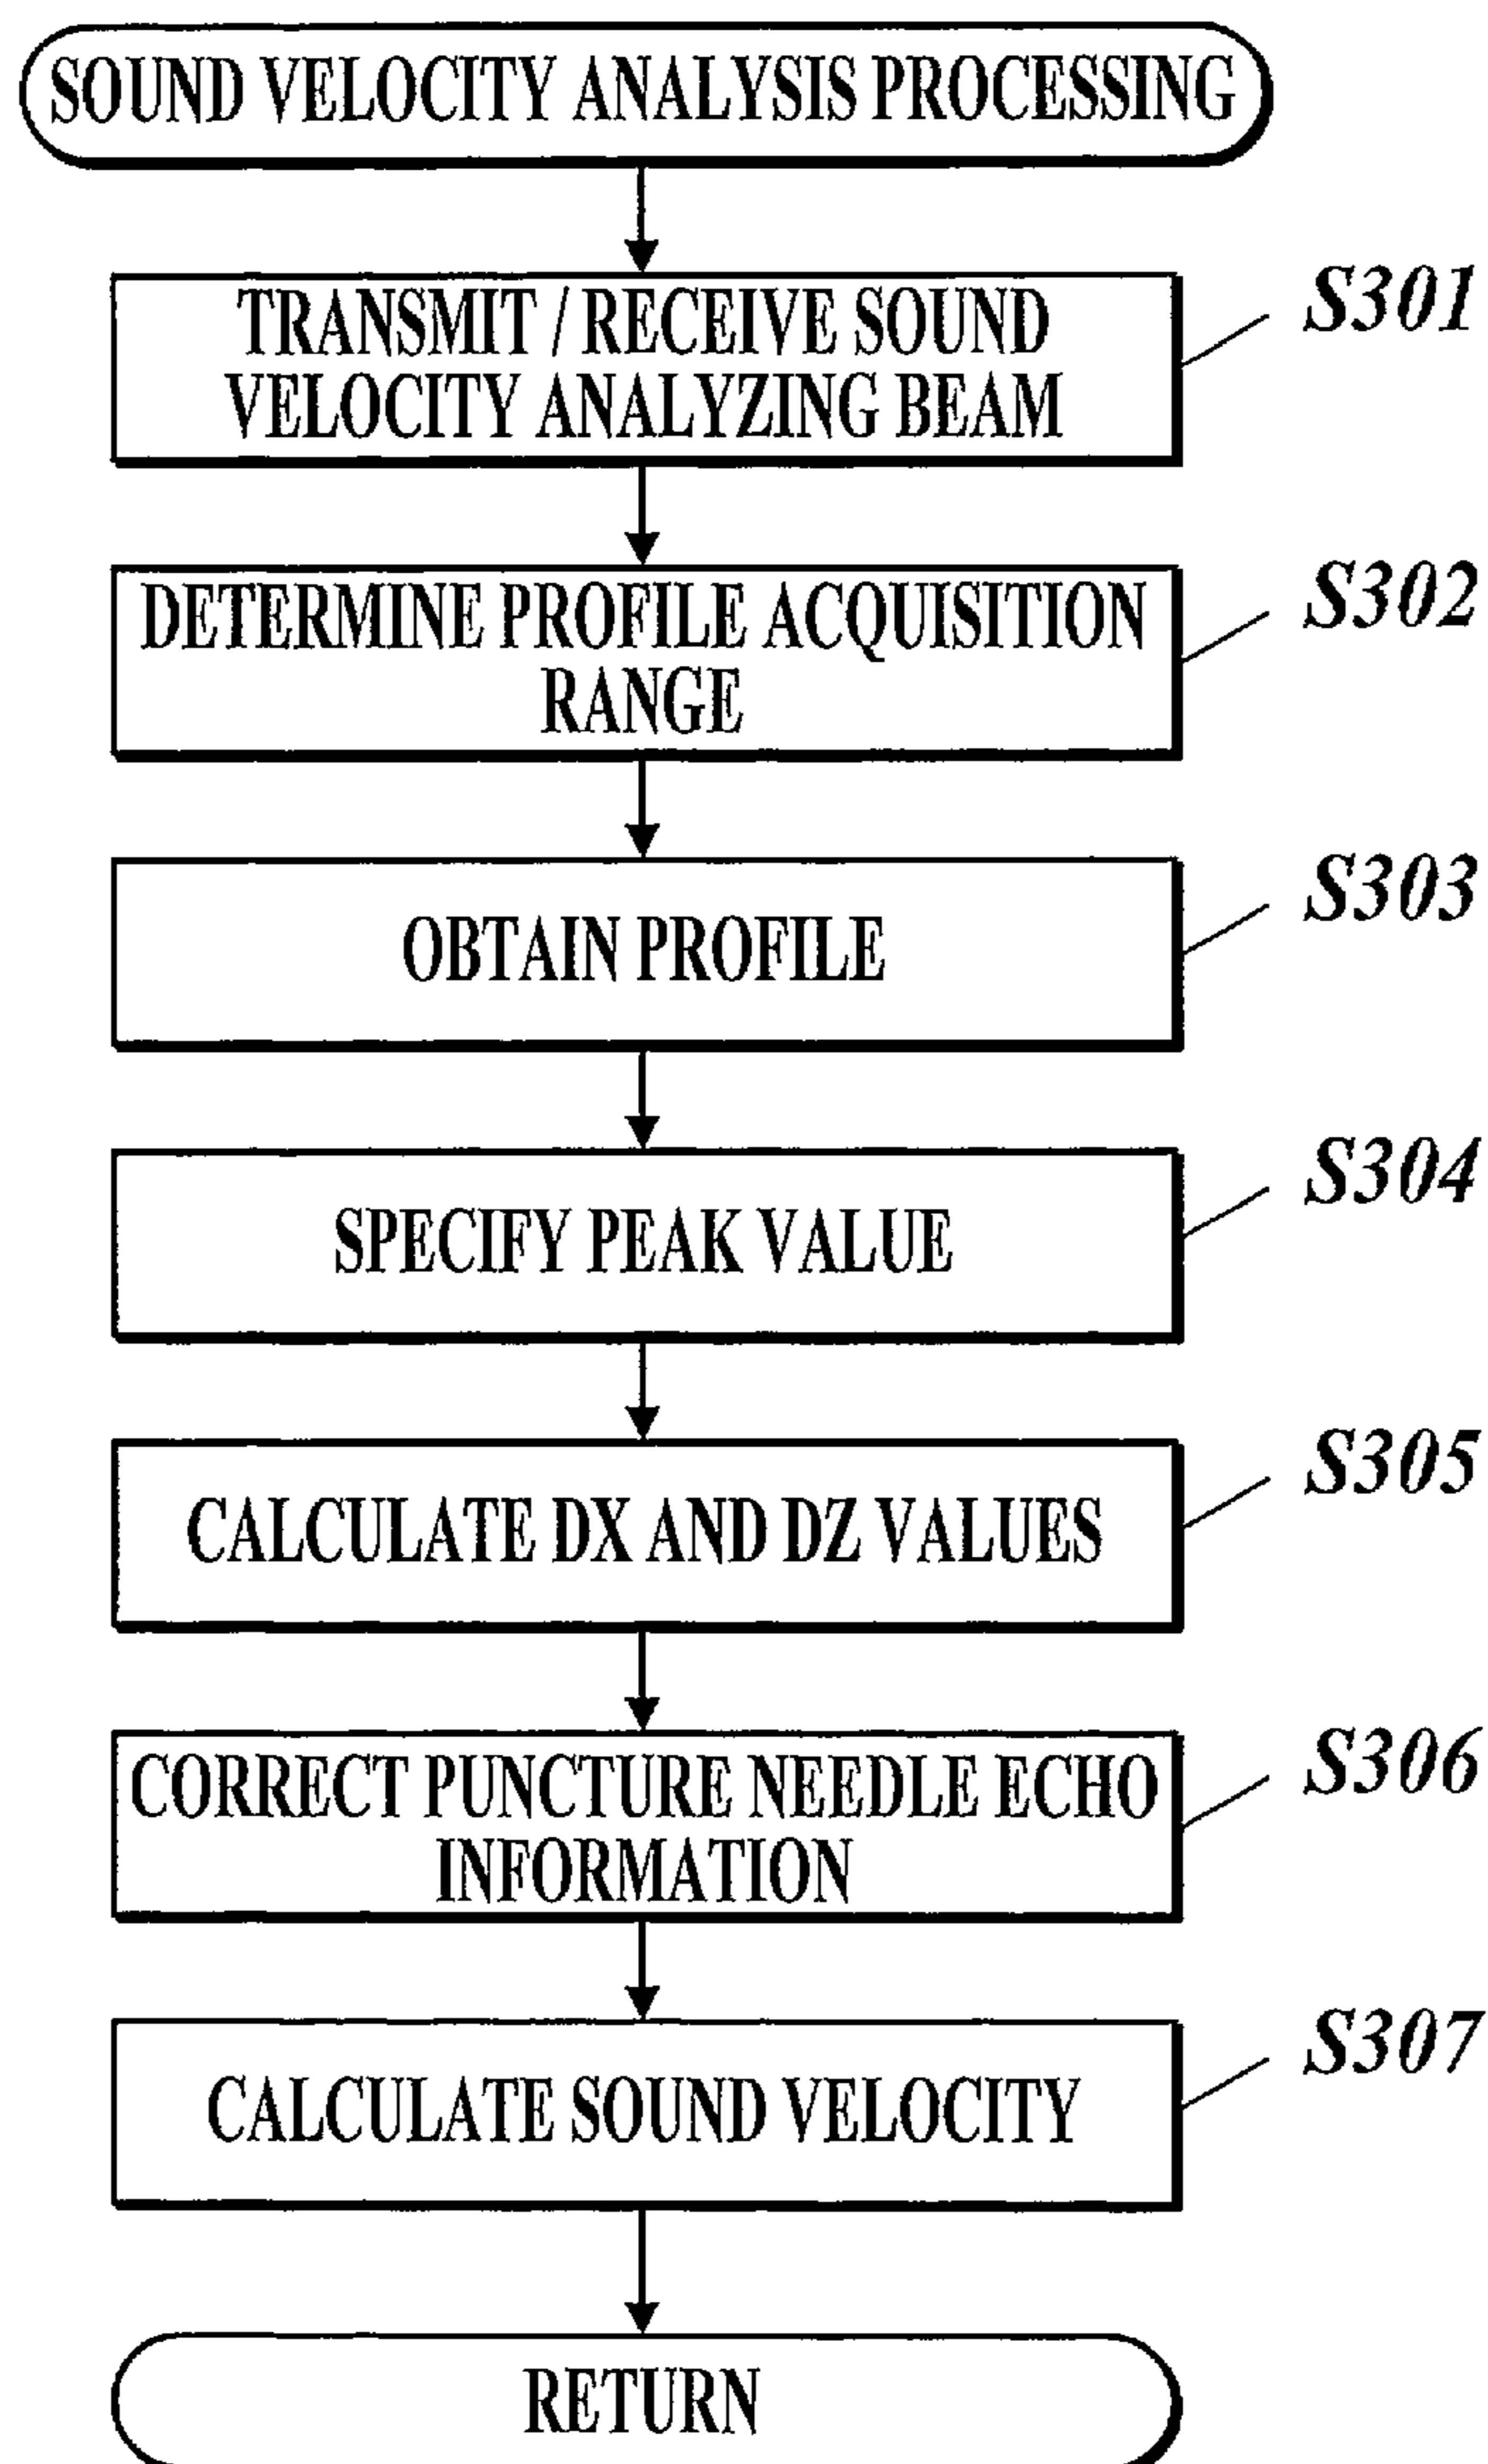 SOUND VELOCITY ANALYSIS PROCESSING
TRANSMIT / RECEIVE SOUND
VELOCITY ANALYZING BEAM
S301
DETERMINE PROFILE ACQUISITION
RANGE
S302
OBTAIN PROFILE
S303
SPECIFY PEAK VALUE
S304
CALCULATE DX AND DZ VALUES
S305
CORRECT PUNCTURE NEEDLE ECHO
INFORMATION
S306
CALCULATE SOUND VELOCITY
S307
RETURN